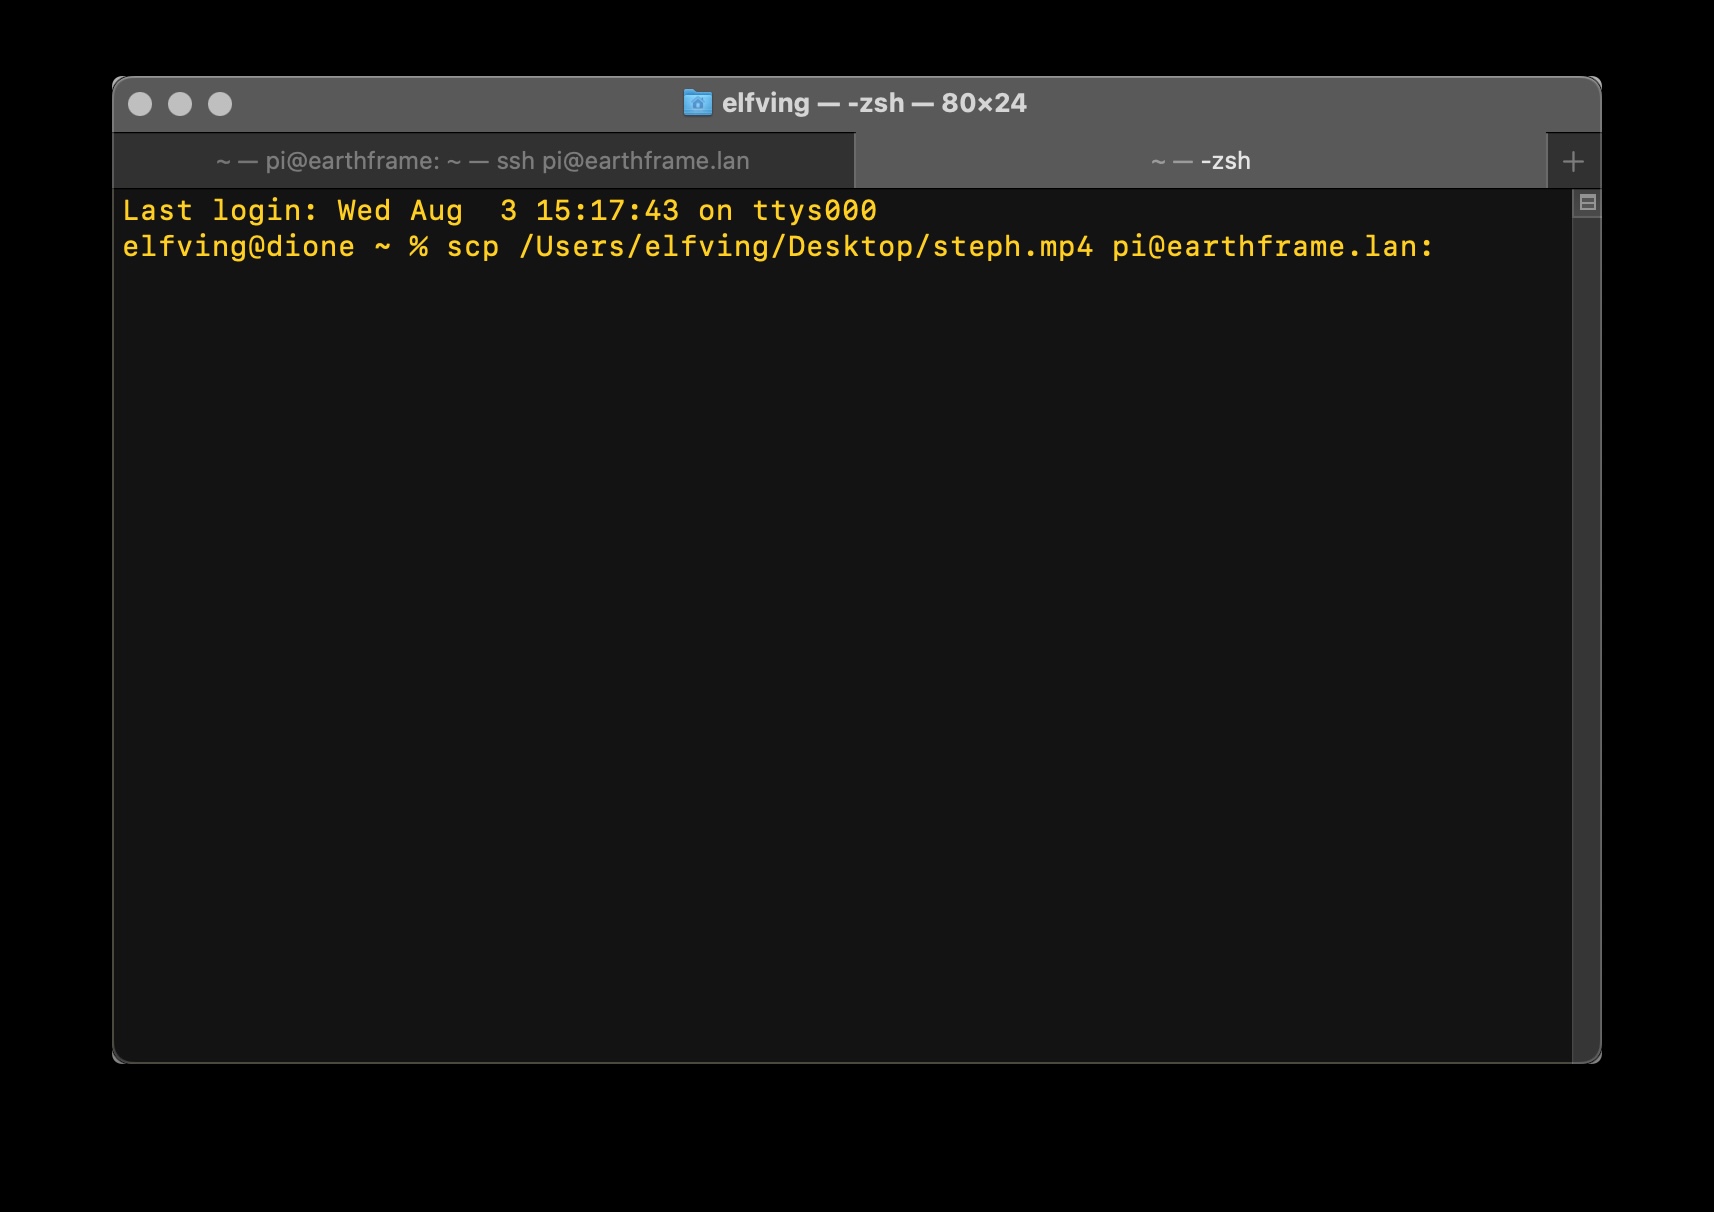 elfving — -zsh — 80×24
~ — pi@earthframe: ~ — ssh pi@earthframe.lan
~ — -zsh
Last login: Wed Aug  3 15:17:43 on ttys000
elfving@dione ~ % scp /Users/elfving/Desktop/steph.mp4 pi@earthframe.lan: